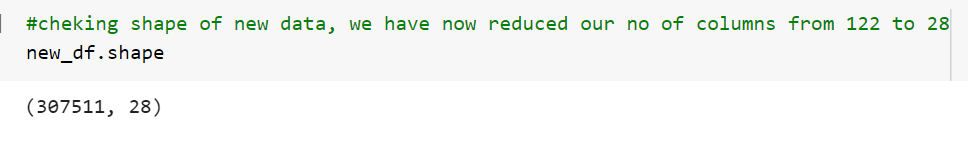 #cheking shape of new data, we have now reduced our no of columns from 122 to 28
new_df.shape
(307511, 28)